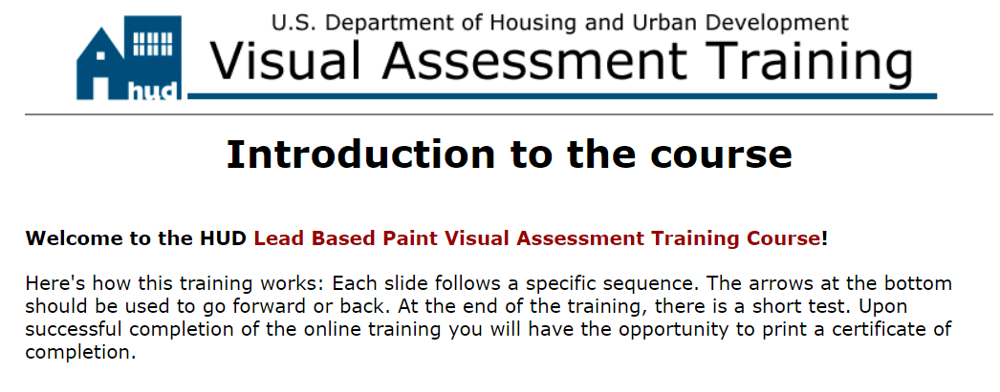 U.S. Department of Housing and Urban Development
Visual Assessment Training
hud
Introduction to the course
Welcome to the HUD Lead Based Paint Visual Assessment Training Course!
Here's how this training works: Each slide follows a specific sequence. The arrows at the bottom
should be used to go forward or back. At the end of the training, there is a short test. Upon
successful completion of the online training you will have the opportunity to print a certificate of
completion.